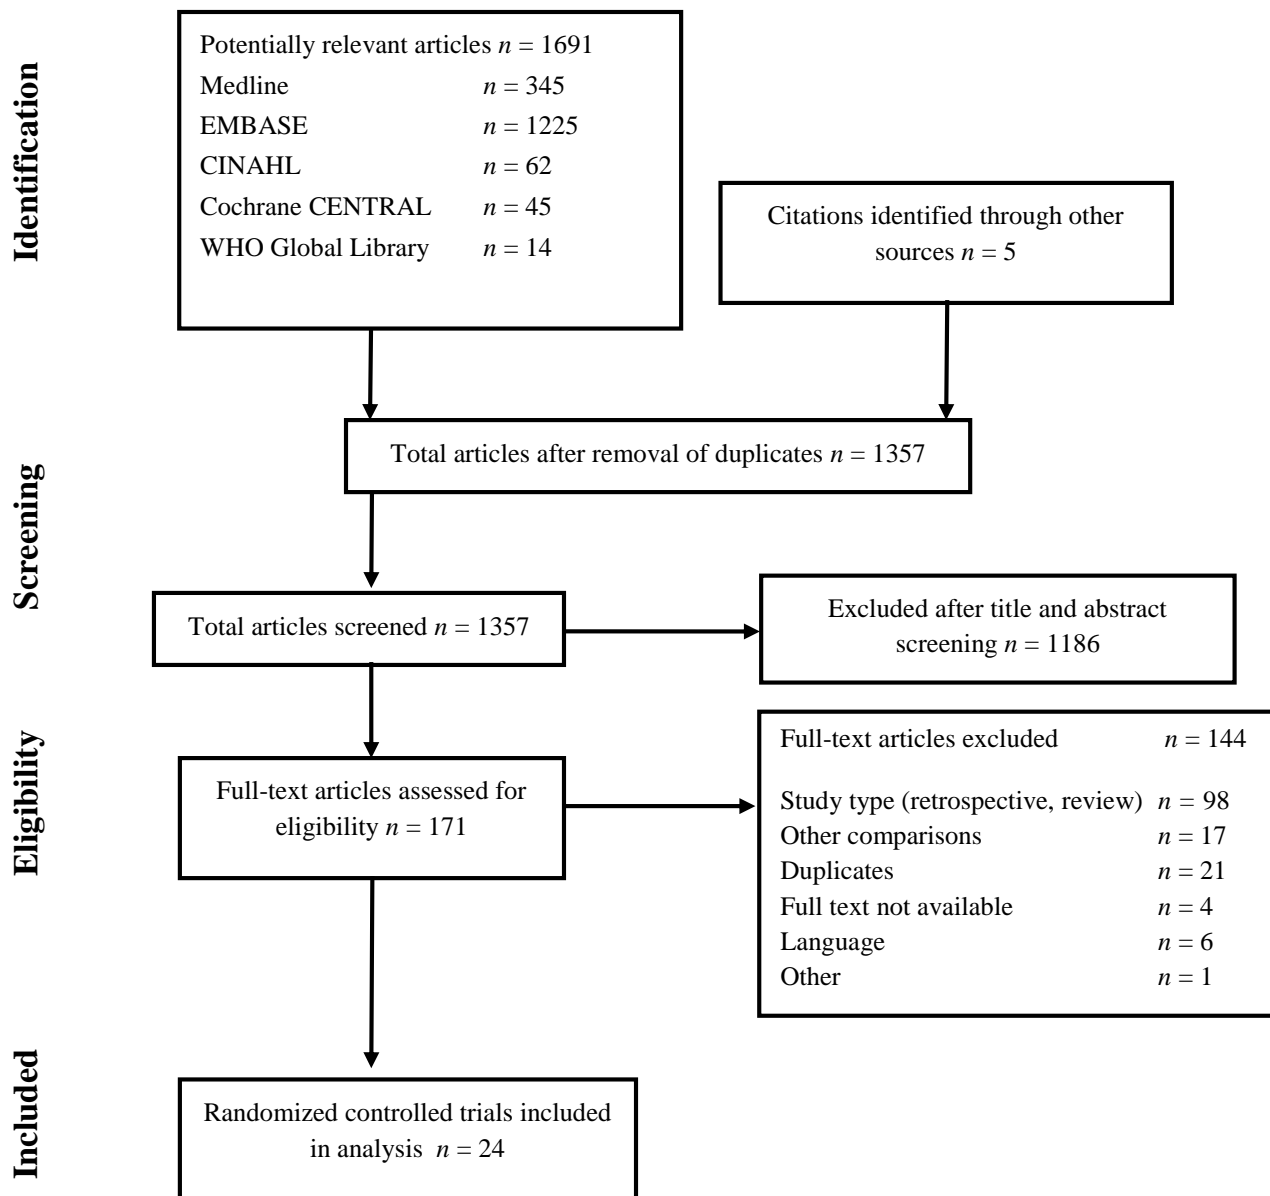 Identification
Potentially relevant articles n = 1691
Medline n = 345
EMBASE n = 1225
CINAHL n = 62
Cochrane CENTRAL n = 45
WHO Global Library n = 14
Citations identified through other
sources n = 5
Screening
Total articles after removal of duplicates n = 1357
Total articles screened n = 1357
Excluded after title and abstract
screening n = 1186
Eligibility
Full-text articles assessed for
eligibility n = 171
Full-text articles excluded n = 144
Study type (retrospective, review) n = 98
Other comparisons n = 17
Duplicates n = 21
Full text not available n = 4
Language n = 6
Other n = 1
Included
Randomized controlled trials included
in analysis n = 24